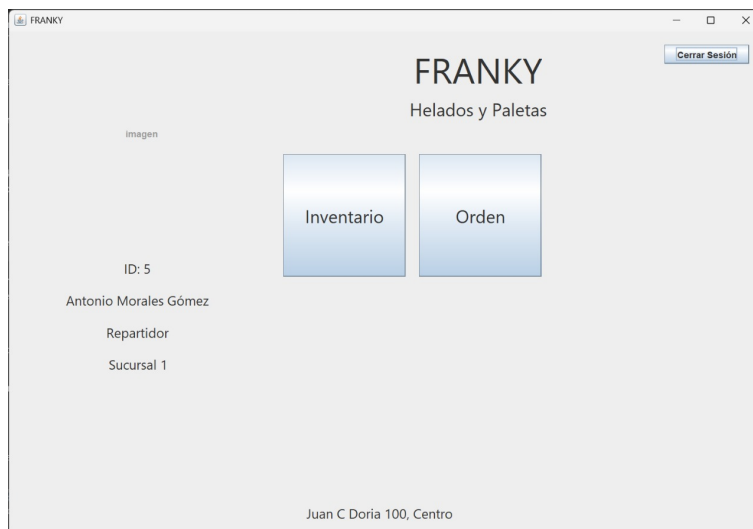 FRANKY
Cerrar Sesión
FRANKY
Helados y Paletas
imagen
Inventario
Orden
ID: 5
Antonio Morales Gómez
Repartidor
Sucursal 1
Juan C Doria 100, Centro